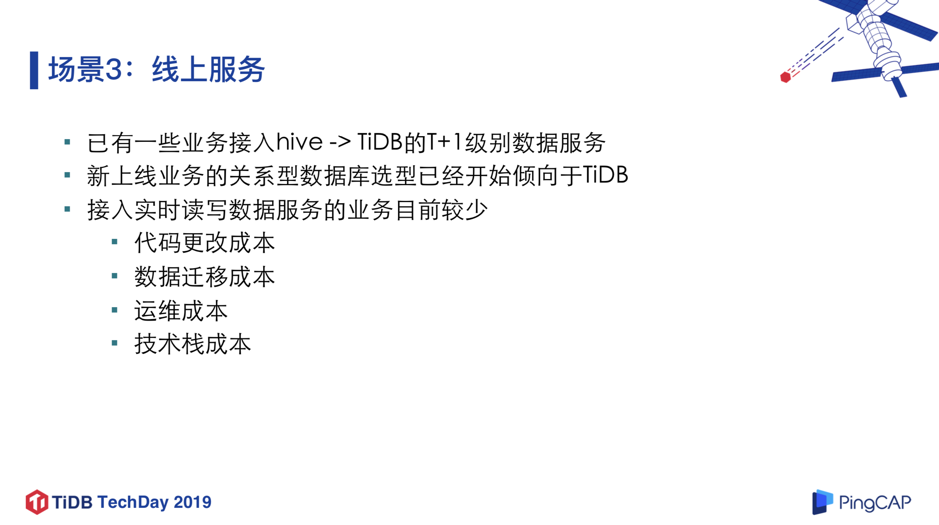 场景3：线上服务
▪ 已有一些业务接入hive -> TiDB的T+1级别数据服务
▪ 新上线业务的关系型数据库选型已经开始倾向于TiDB
▪ 接入实时读写数据服务的业务目前较少
▪ 代码更改成本
▪ 数据迁移成本
▪ 运维成本
▪ 技术栈成本
TiDB TechDay 2019
PingCAP